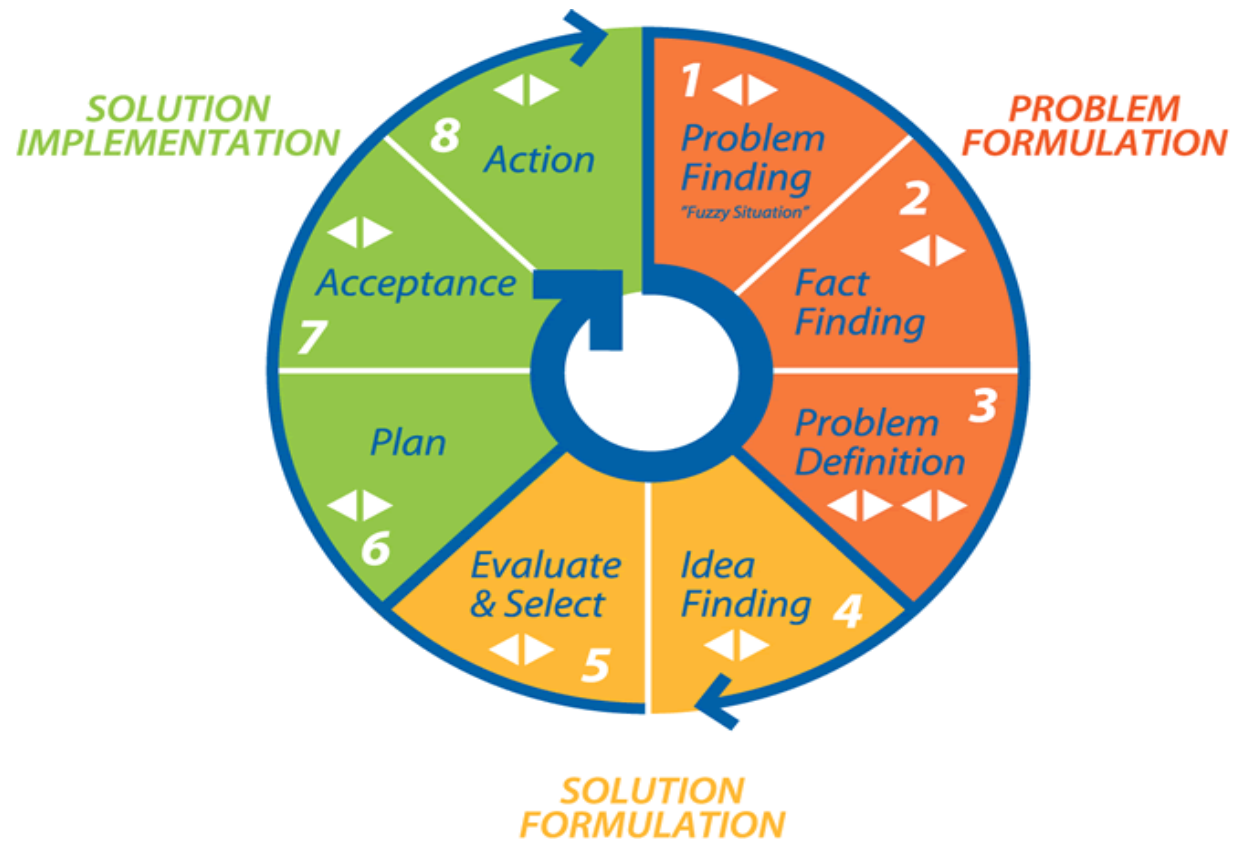 SOLUTION
IMPLEMENTATION
PROBLEM
FORMULATION
1
Problem
Finding
"Fuzzy Situation"
2
Fact
Finding
3
Problem
Definition
4
Idea
Finding
5
Evaluate
& Select
6
Plan
7
Acceptance
8
Action
SOLUTION
FORMULATION